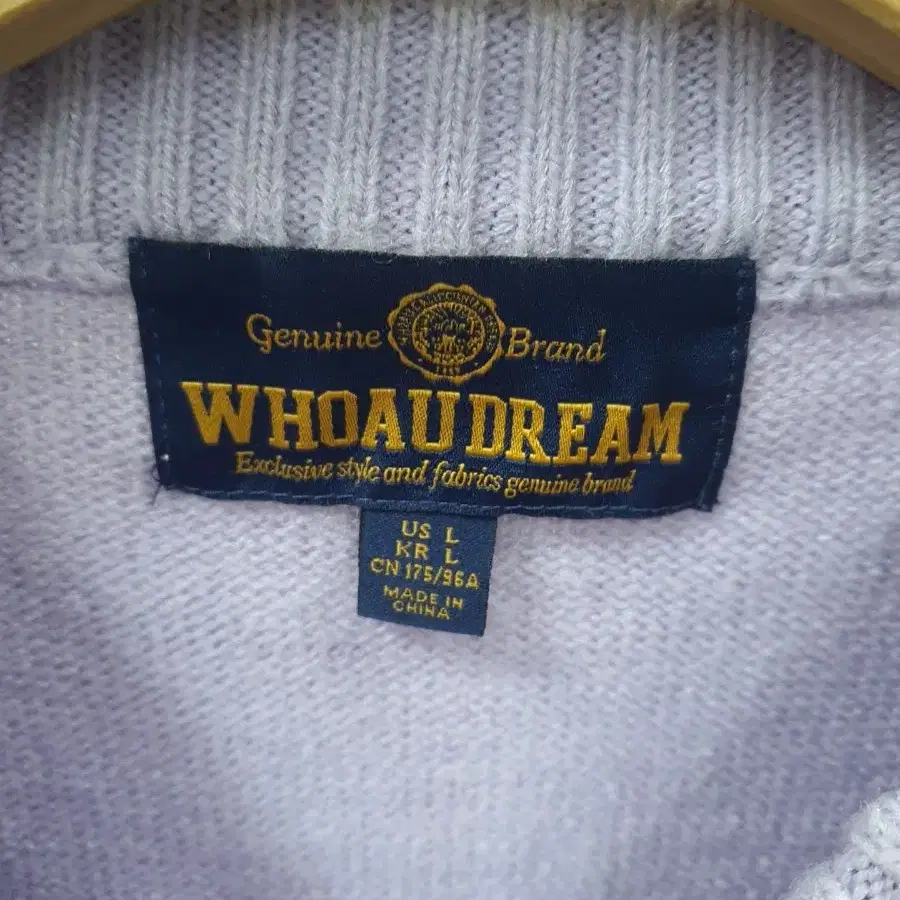 Genuine Brand
WHOAU DREAM
Exclusive style and fabrics genuine brand
US L
KR L
CN 175/96A
MADE IN
CHINA